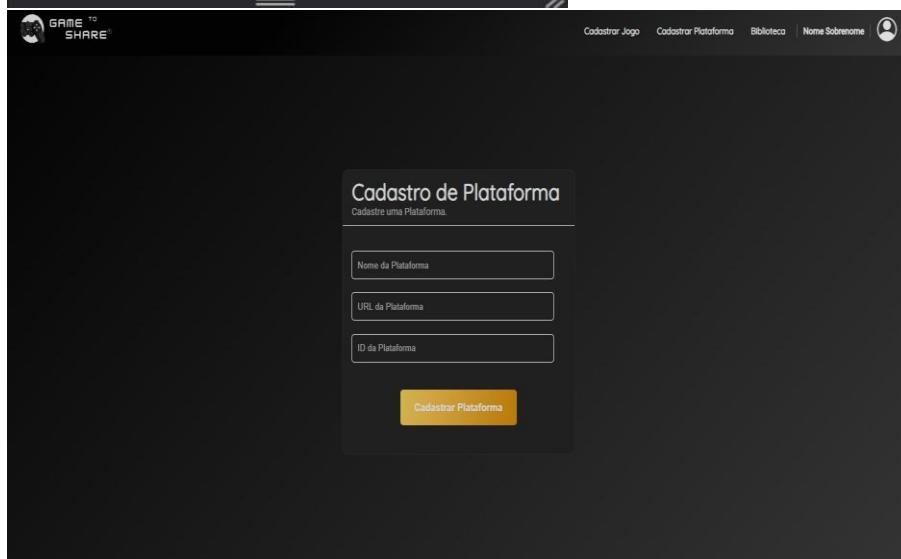 GAME TO
SHARE®
Cadastrar Jogo
Cadastrar Plataforma
Biblioteca
Nome Sobrenome
Cadastro de Plataforma
Cadastre uma Plataforma.
Nome da Plataforma
URL da Plataforma
ID da Plataforma
Cadastrar Plataforma